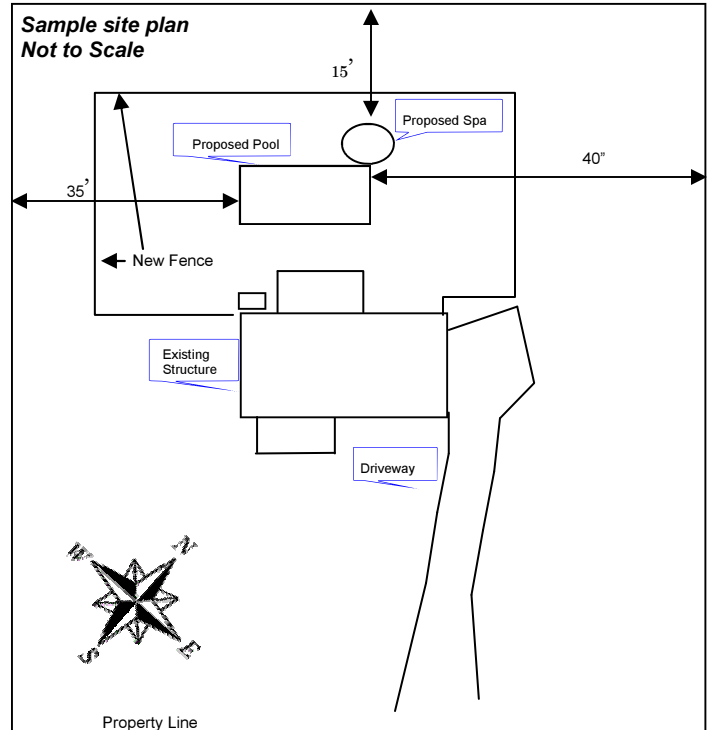 Sample site plan
Not to Scale
15’
Proposed Spa
Proposed Pool
40”
35’
New Fence
Existing
Structure
Driveway
W
N
S
E
Property Line